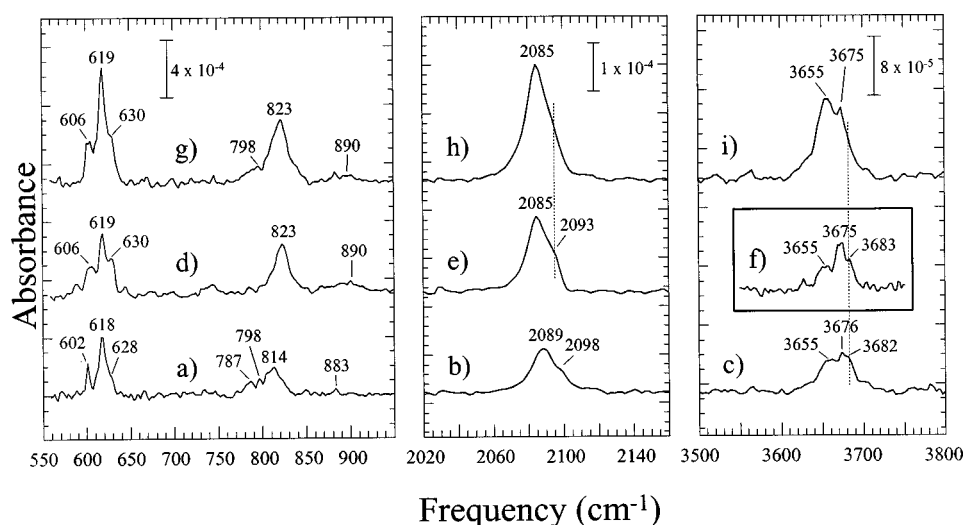 Absorbance
619
606
630
4 x 10-4
823
798
890
g)
619
606
630
823
890
d)
618
602
628
798
787
814
883
a)
550 600 650 700 750 800 850 900
2085
1 x 10-4
h)
2085
2093
e)
2089
2098
b)
2020 2060 2100 2140
3655
3675
8 x 10-5
i)
3675
3655
3683
f)
3676
3655
3682
c)
3500 3600 3700 3800
Frequency (cm-1)